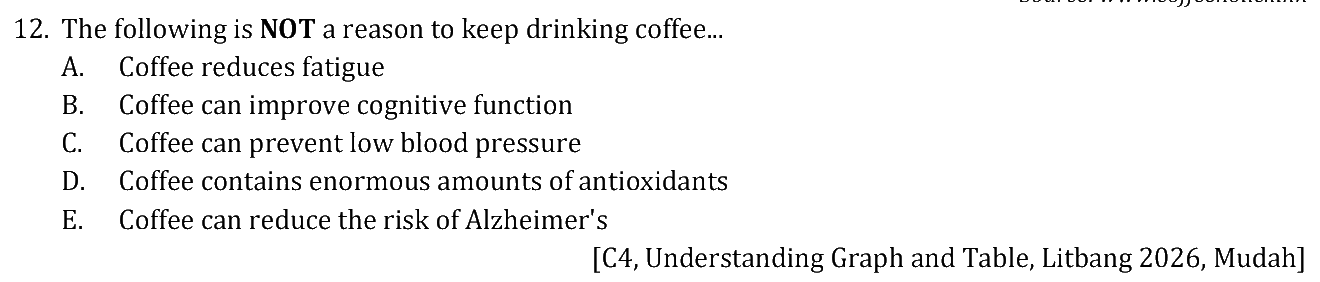 12. The following is NOT a reason to keep drinking coffee...
A. Coffee reduces fatigue
B. Coffee can improve cognitive function
C. Coffee can prevent low blood pressure
D. Coffee contains enormous amounts of antioxidants
E. Coffee can reduce the risk of Alzheimer's
[C4, Understanding Graph and Table, Litbang 2026, Mudah]